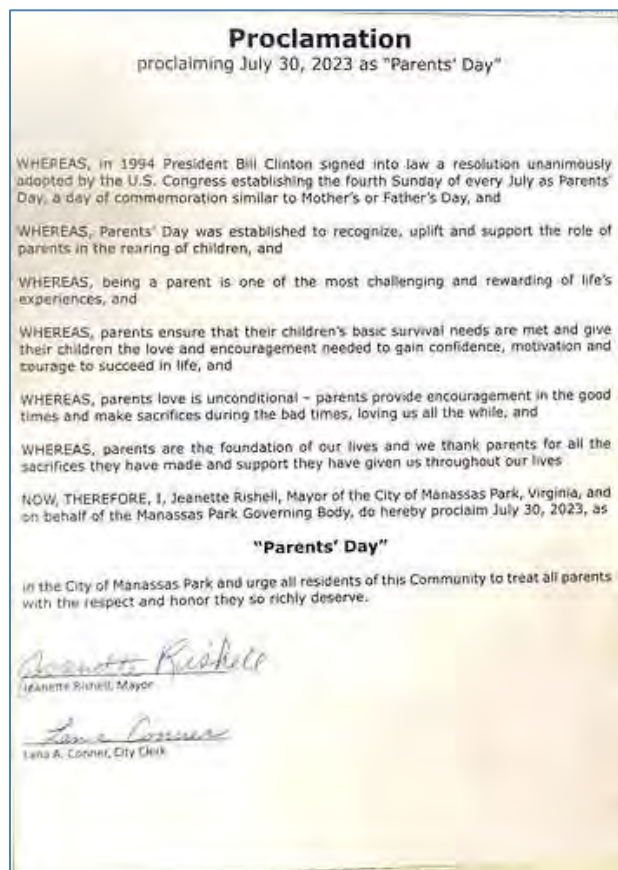 Proclamation
proclaiming July 30, 2023 as "Parents' Day"
WHEREAS, in 1994 President Bill Clinton signed into law a resolution unanimously
adopted by the U.S. Congress establishing the fourth Sunday of every July as Parents'
Day, a day of commemoration similar to Mother's or Father's Day, and
WHEREAS, Parents' Day was established to recognize, uplift and support the role of
parents in the rearing of children, and
WHEREAS, being a parent is one of the most challenging and rewarding of life's
experiences, and
WHEREAS, parents ensure that their children's basic survival needs are met and give
their children the love and encouragement needed to gain confidence, motivation and
courage to succeed in life, and
WHEREAS, parents love is unconditional – parents provide encouragement in the good
times and make sacrifices during the bad times, loving us all the while, and
WHEREAS, parents are the foundation of our lives and we thank parents for all the
sacrifices they have made and support they have given us throughout our lives
NOW, THEREFORE, I, Jeanette Rishell, Mayor of the City of Manassas Park, Virginia, and
on behalf of the Manassas Park Governing Body, do hereby proclaim July 30, 2023, as
"Parents' Day"
in the City of Manassas Park and urge all residents of this Community to treat all parents
with the respect and honor they so richly deserve.
Jeanette Rishell
Jeanette Rishell, Mayor
Lana Conner
Lana A. Conner, City Clerk